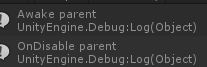 Awake parent
UnityEngine.Debug:Log(Object)
OnDisable parent
UnityEngine.Debug:Log(Object)